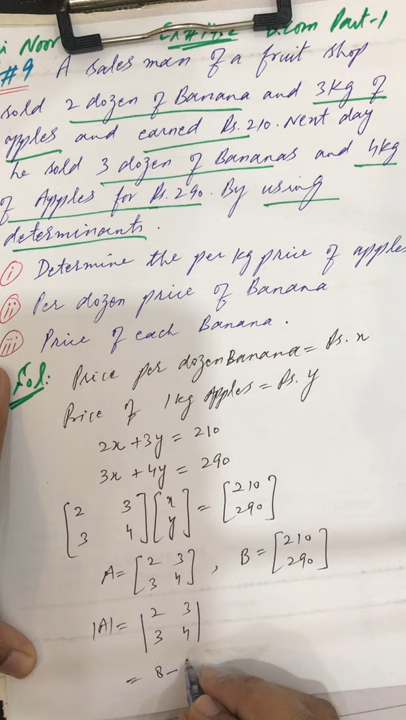 i Noor B.Com Part-1
#9 A sales man of a fruit shop
sold 2 dozen of Banana and 3Kg of
apples and earned Rs.210. Next day
he sold 3 dozen of Bananas and 4Kg
of Apples for Rs.290. By using
determinants.
(i) Determine the per kg price of apples
(ii) Per dozen price of Banana
(iii) Price of each Banana.
Sol: Price per dozen Banana = Rs. x
Price of 1kg Apples = Rs. y
2x + 3y = 210
3x + 4y = 290
[2 3 [x = [210
3 4] y] 290]
A = [2 3 , B = [210
3 4] 290]
|A| = |2 3|
|3 4|
= 8 -